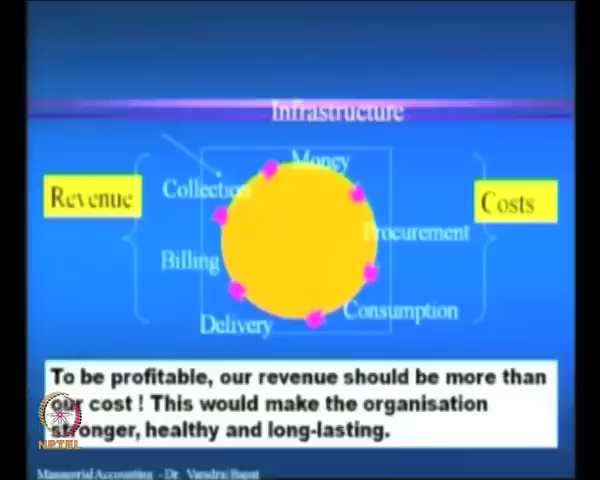 Infrastructure
Money
Collection
Revenue
Costs
Procurement
Billing
Consumption
Delivery
To be profitable, our revenue should be more than
our cost ! This would make the organisation
stronger, healthy and long-lasting.
NPTEL
Managerial Accounting - Dr. Varadraj Bapat